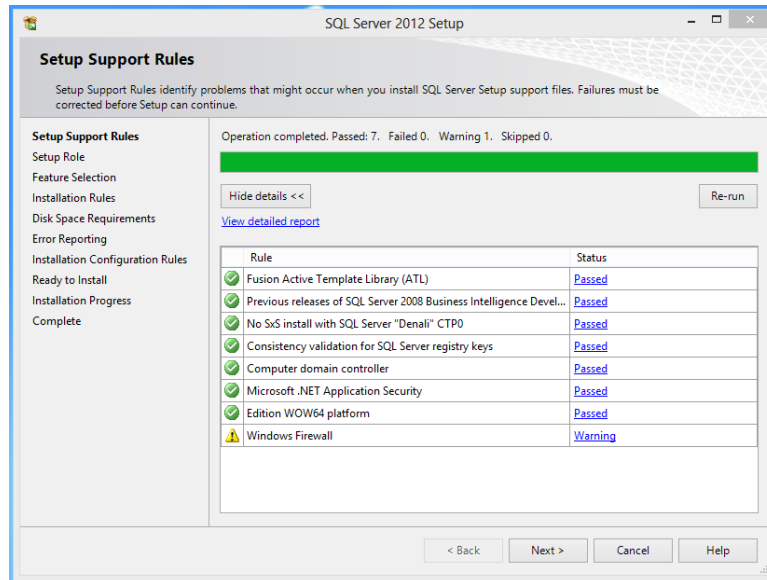 SQL Server 2012 Setup
Setup Support Rules
Setup Support Rules identify problems that might occur when you install SQL Server Setup support files. Failures must be
corrected before Setup can continue.
Setup Support Rules
Setup Role
Feature Selection
Installation Rules
Disk Space Requirements
Error Reporting
Installation Configuration Rules
Ready to Install
Installation Progress
Complete
Operation completed. Passed: 7. Failed 0. Warning 1. Skipped 0.
Hide details << Re-run
View detailed report
Rule Status
Fusion Active Template Library (ATL) Passed
Previous releases of SQL Server 2008 Business Intelligence Devel... Passed
No SxS install with SQL Server "Denali" CTP0 Passed
Consistency validation for SQL Server registry keys Passed
Computer domain controller Passed
Microsoft .NET Application Security Passed
Edition WOW64 platform Passed
Windows Firewall Warning
< Back Next > Cancel Help